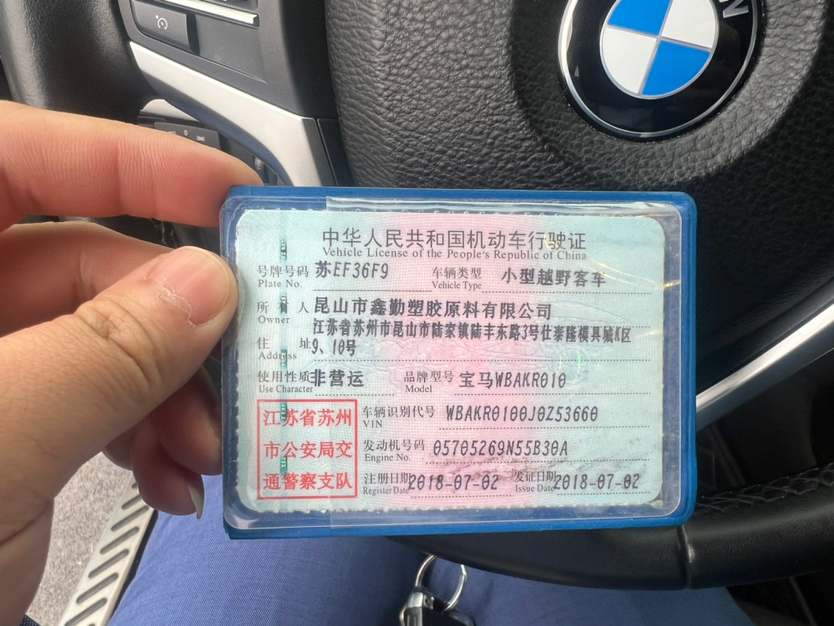 中华人民共和国机动车行驶证
Vehicle License of the People's Republic of China
号牌号码 苏EF36F9 车辆类型 小型越野客车
Plate No. Vehicle Type
所有人 昆山市鑫勤塑胶原料有限公司
Owner
江苏省苏州市昆山市陆家镇陆丰东路3号仕泰隆模具城K区
住址 9、10号
Address
使用性质 非营运 品牌型号 宝马WBAKR010
Use Character Model
江苏省苏州 车辆识别代号 WBAKR0100J0Z53660
VIN
市公安局交 发动机号码 05705269N55B30A
Engine No.
通警察支队 注册日期 2018-07-02 发证日期 2018-07-02
Register Date Issue Date